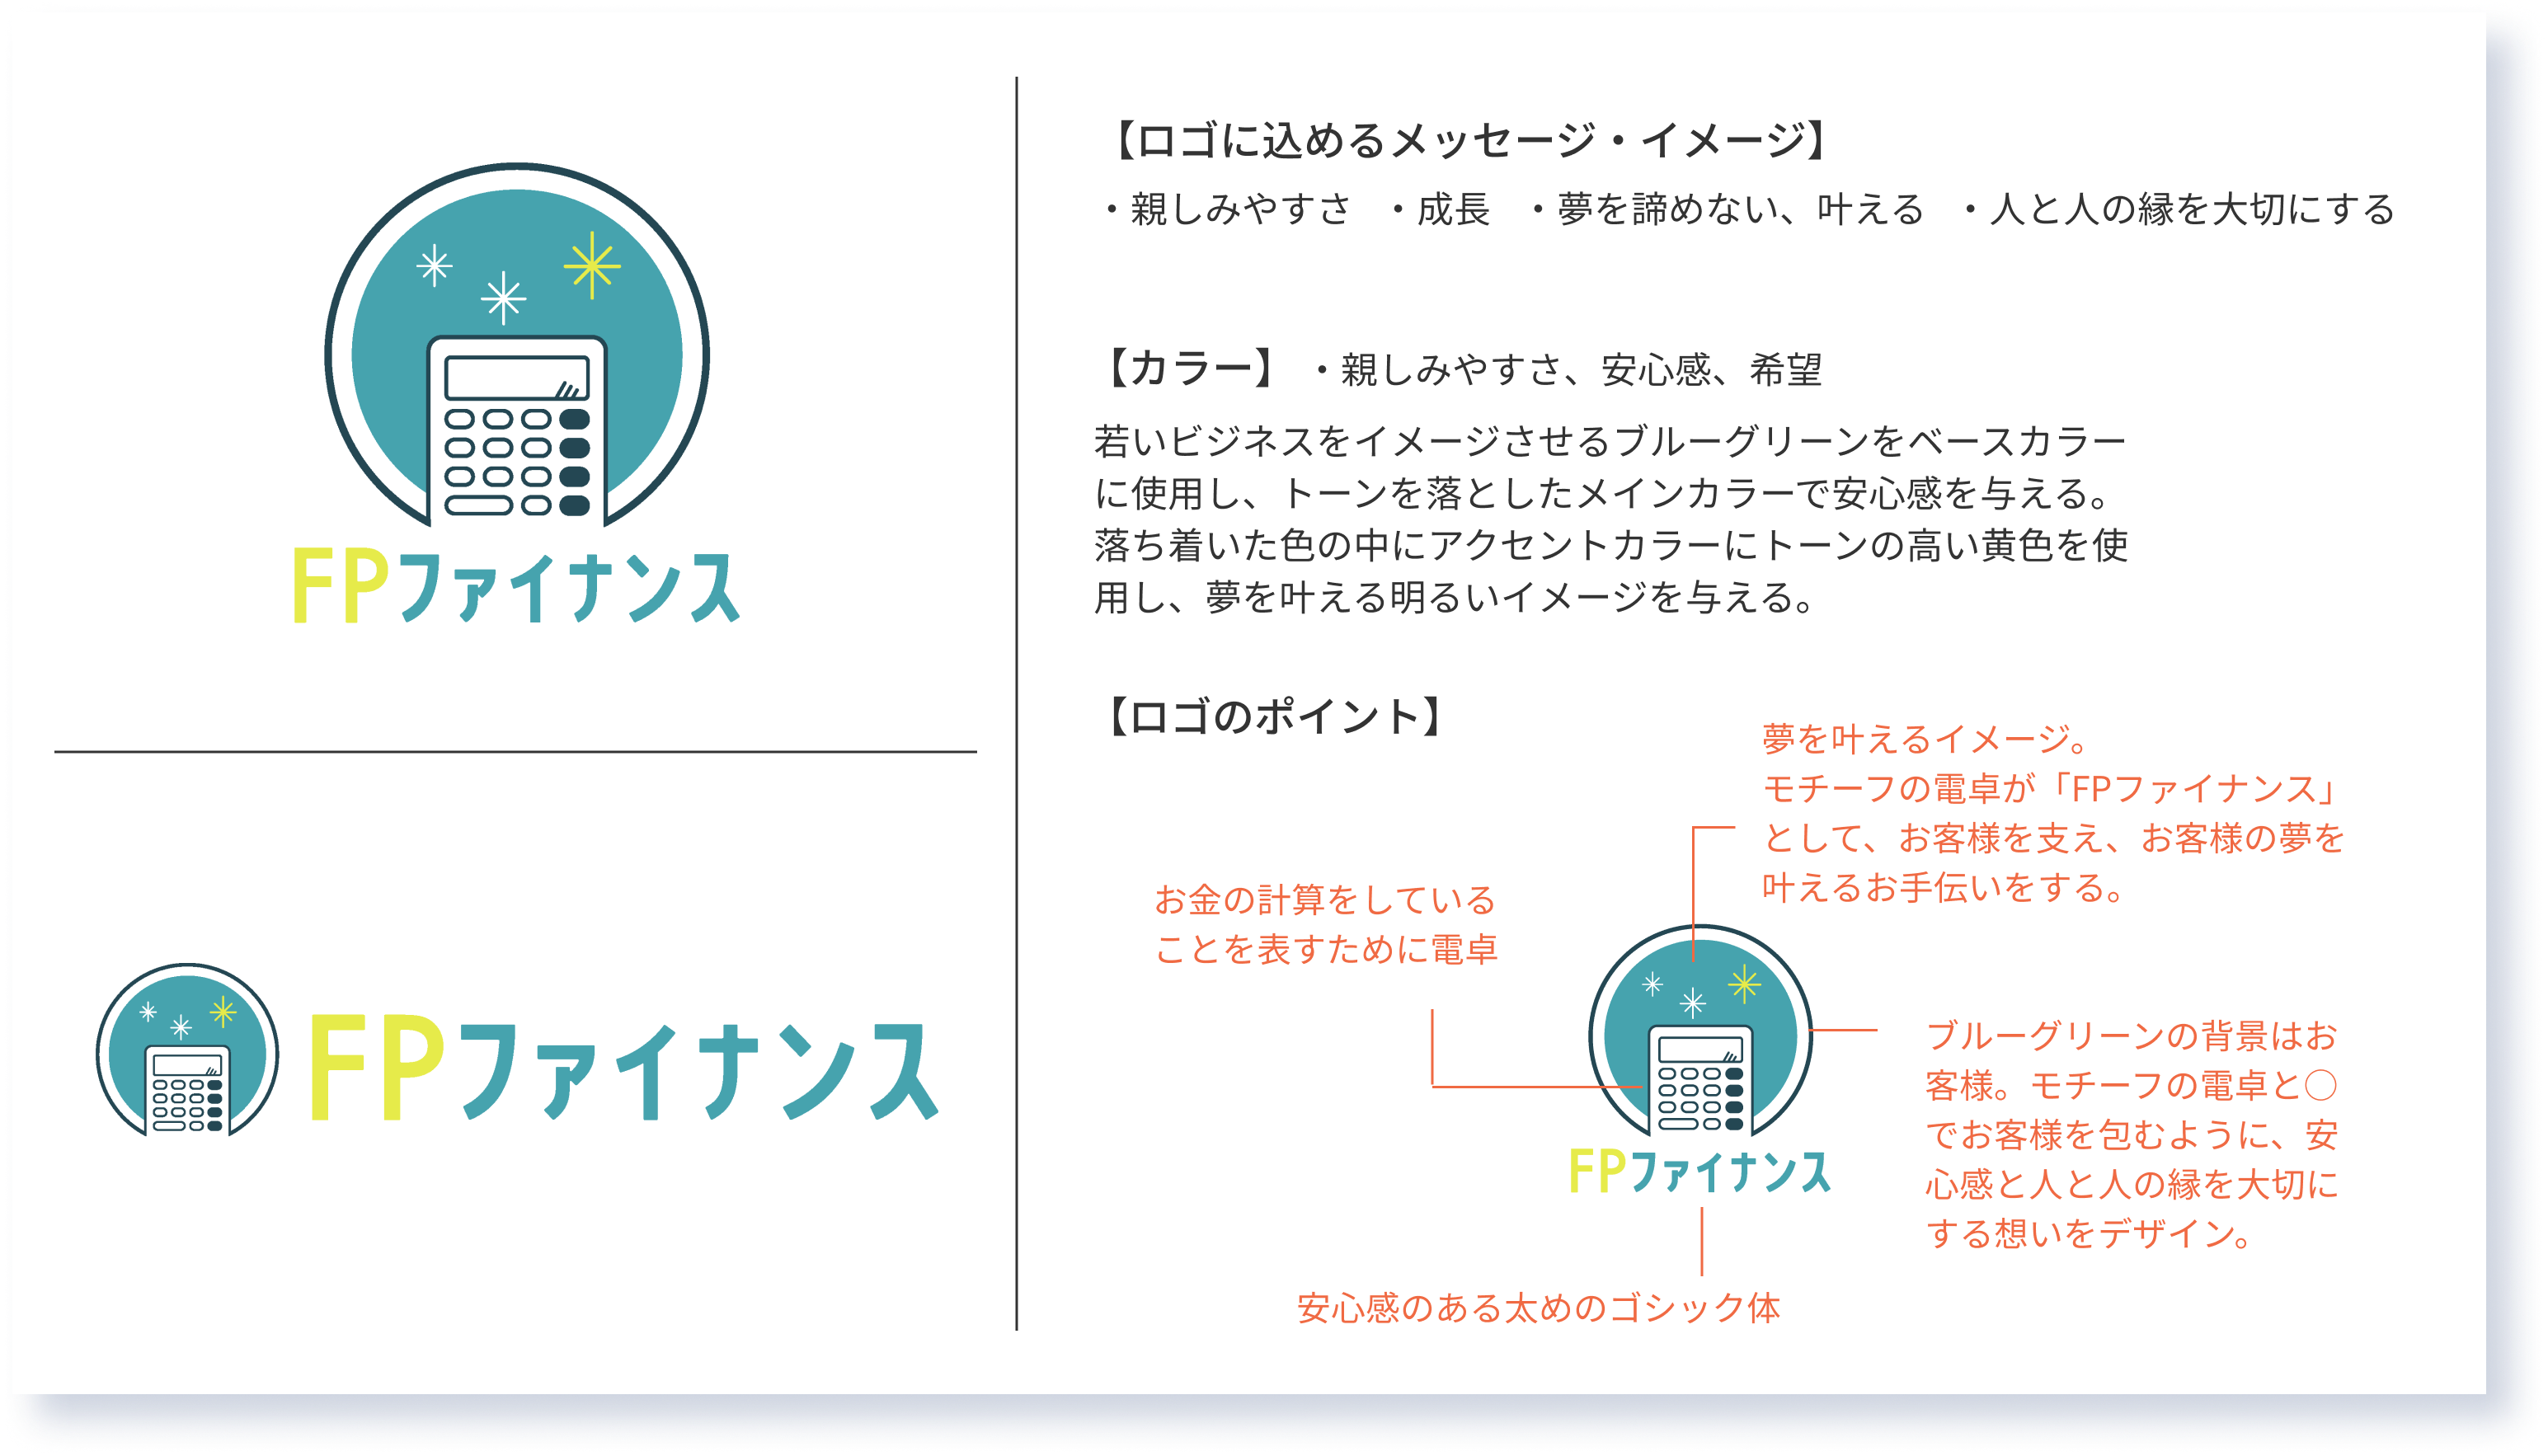 FPファイナンス
FPファイナンス
【ロゴに込めるメッセージ・イメージ】
・親しみやすさ ・成長 ・夢を諦めない、叶える ・人と人の縁を大切にする
【カラー】 ・親しみやすさ、安心感、希望
若いビジネスをイメージさせるブルーグリーンをベースカラー
に使用し、トーンを落としたメインカラーで安心感を与える。
落ち着いた色の中にアクセントカラーにトーンの高い黄色を使
用し、夢を叶える明るいイメージを与える。
【ロゴのポイント】
夢を叶えるイメージ。
モチーフの電卓が「FPファイナンス」
として、お客様を支え、お客様の夢を
叶えるお手伝いをする。
お金の計算をしている
ことを表すために電卓
ブルーグリーンの背景はお
客様。モチーフの電卓と○
でお客様を包むように、安
心感と人と人の縁を大切に
する想いをデザイン。
FPファイナンス
安心感のある太めのゴシック体